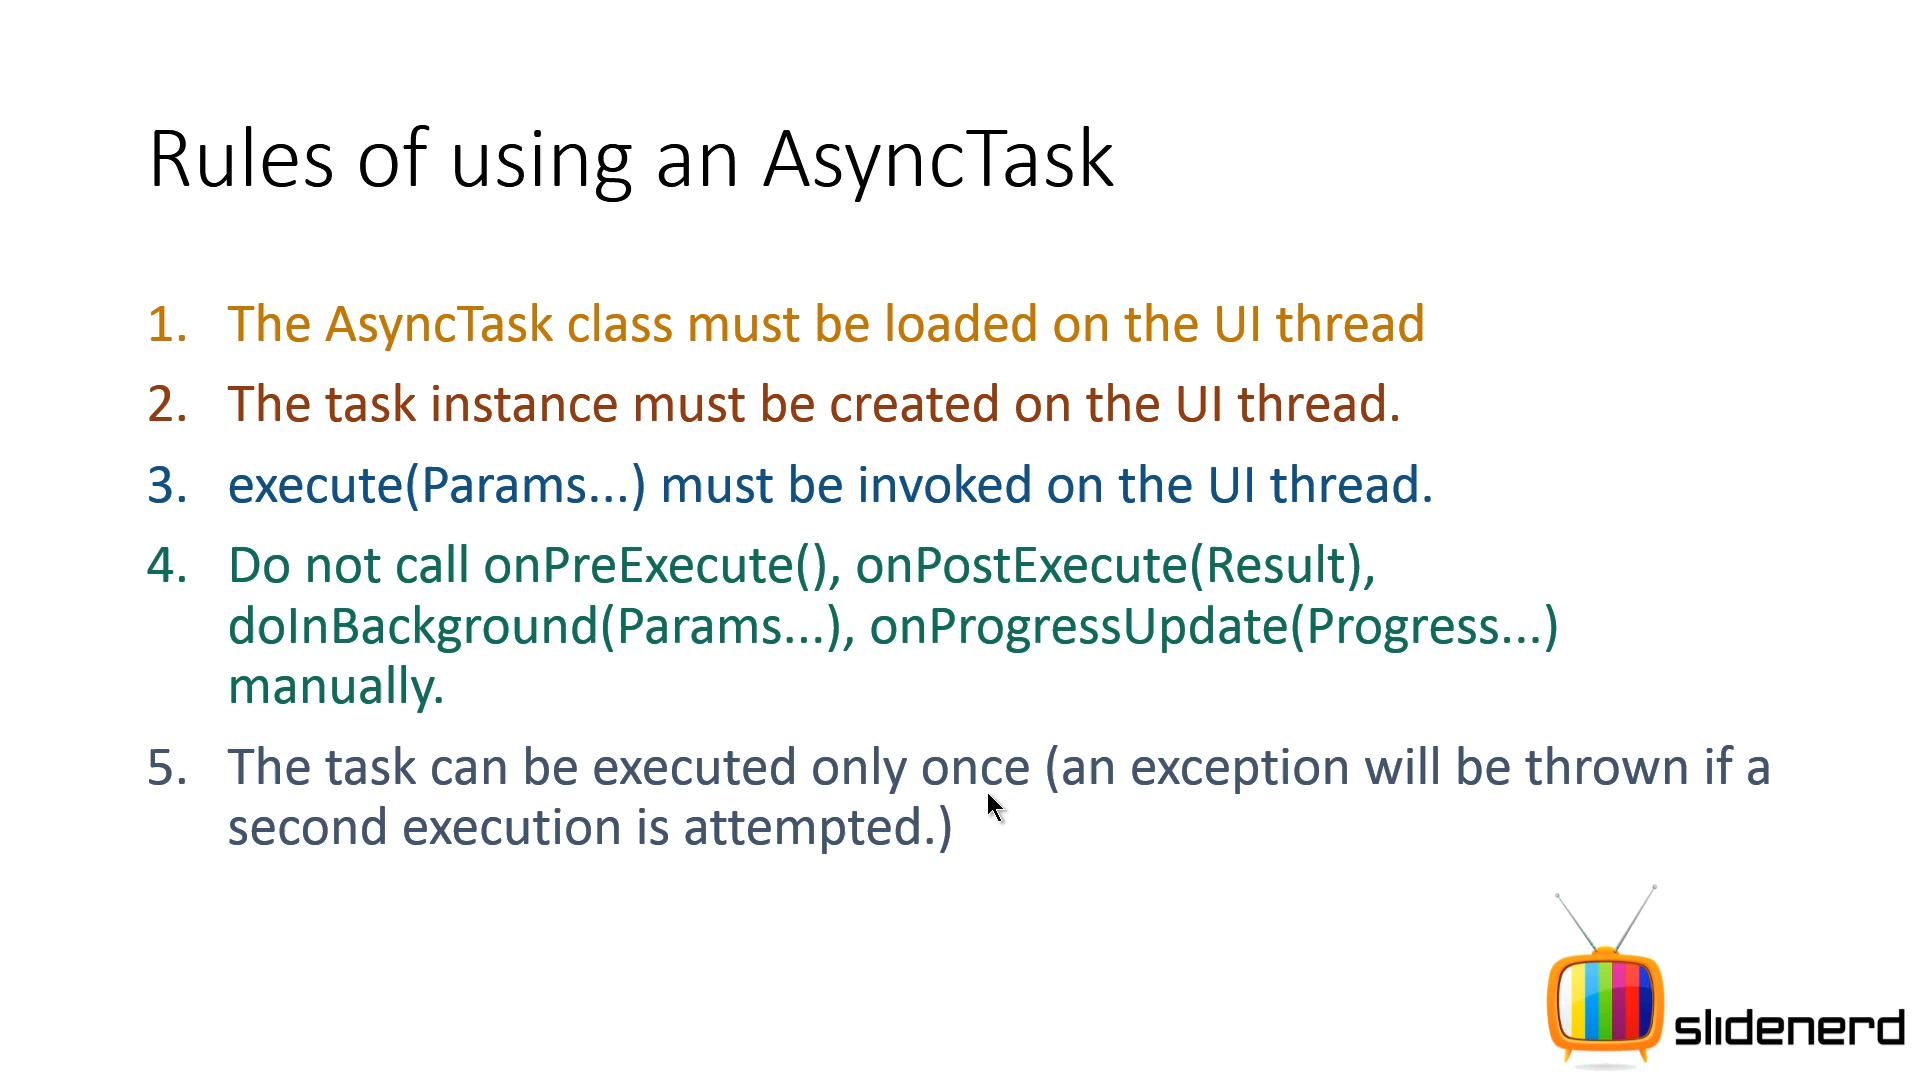 Rules of using an AsyncTask
1. The AsyncTask class must be loaded on the UI thread
2. The task instance must be created on the UI thread.
3. execute(Params...) must be invoked on the UI thread.
4. Do not call onPreExecute(), onPostExecute(Result),
doInBackground(Params...), onProgressUpdate(Progress...)
manually.
5. The task can be executed only once (an exception will be thrown if a
second execution is attempted.)
slidenerd